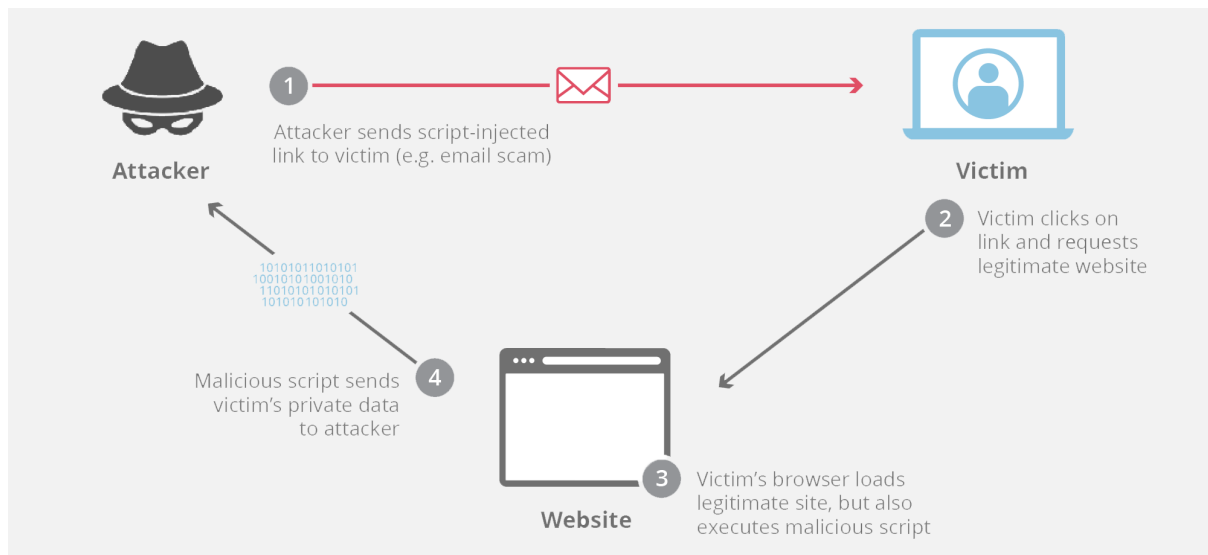 1
Attacker sends script-injected
link to victim (e.g. email scam)
Attacker
Victim
2
Victim clicks on
link and requests
legitimate website
10101011010101
10010101001010
11010101010101
101010101010
4
Malicious script sends
victim’s private data
to attacker
3
Victim’s browser loads
legitimate site, but also
executes malicious script
Website